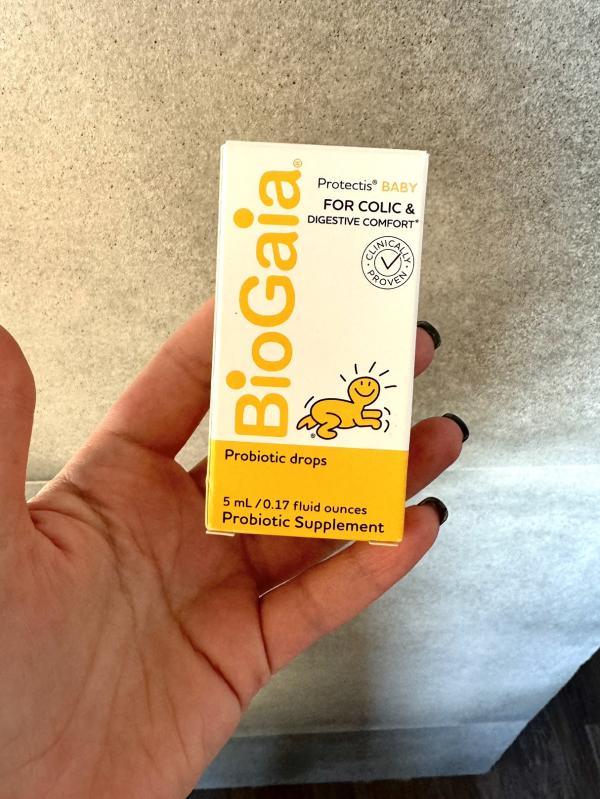 BioGaia®
Protectis® BABY
FOR COLIC &
DIGESTIVE COMFORT*
CLINICALLY
PROVEN
®
Probiotic drops
5 mL / 0.17 fluid ounces
Probiotic Supplement